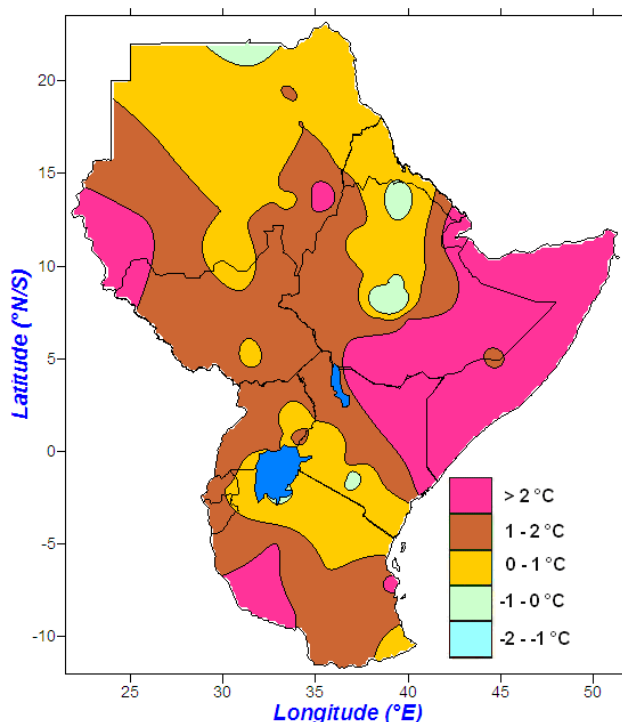 20
15
10
5
0
-5
-10
Latitude (°N/S)
> 2 °C
1 - 2 °C
0 - 1 °C
-1 - 0 °C
-2 - -1 °C
25 30 35 40 45 50
Longitude (°E)